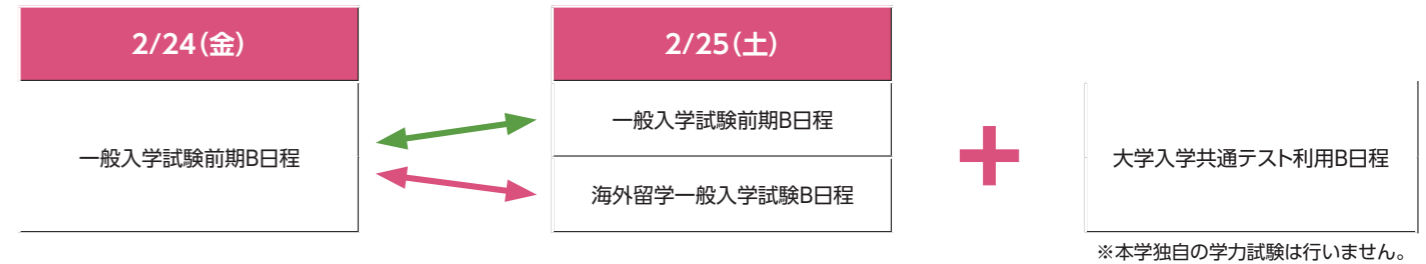 2/24(金)
2/25(土)
一般入学試験前期B日程
一般入学試験前期B日程
海外留学一般入学試験B日程
+
大学入学共通テスト利用B日程
※本学独自の学力試験は行いません。